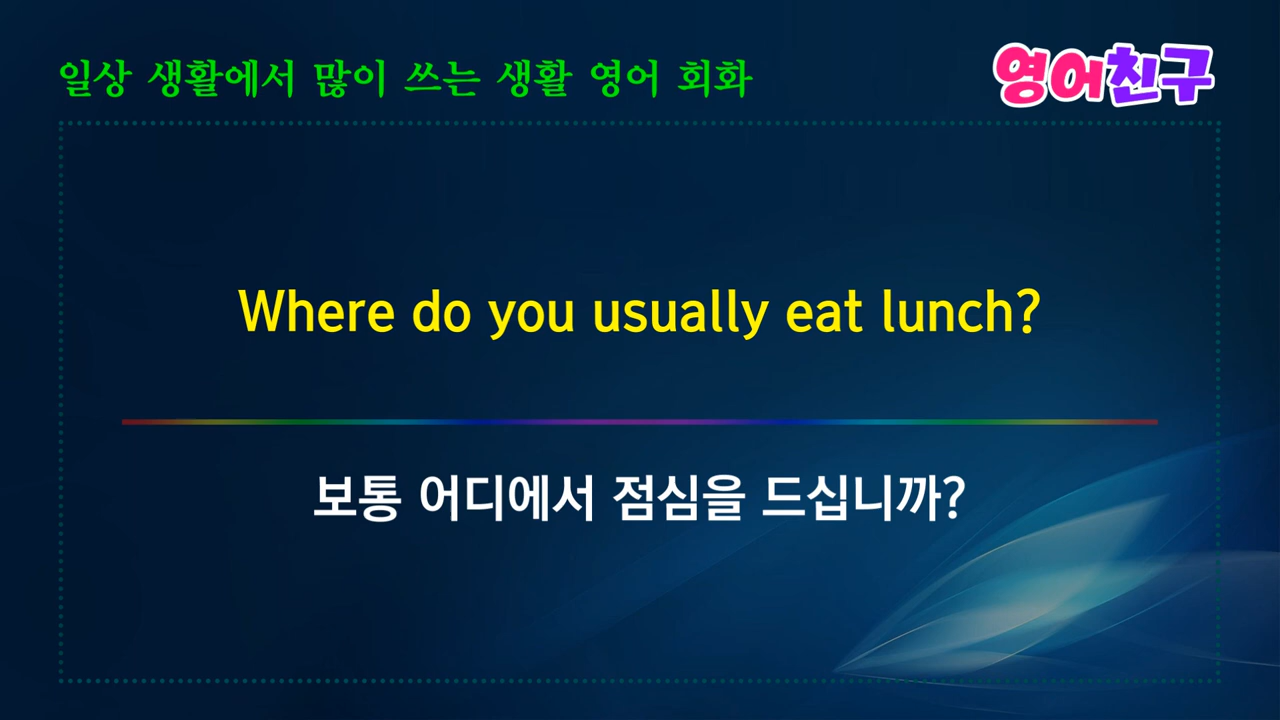 일상 생활에서 많이 쓰는 생활 영어 회화
영어친구
Where do you usually eat lunch?
보통 어디에서 점심을 드십니까?